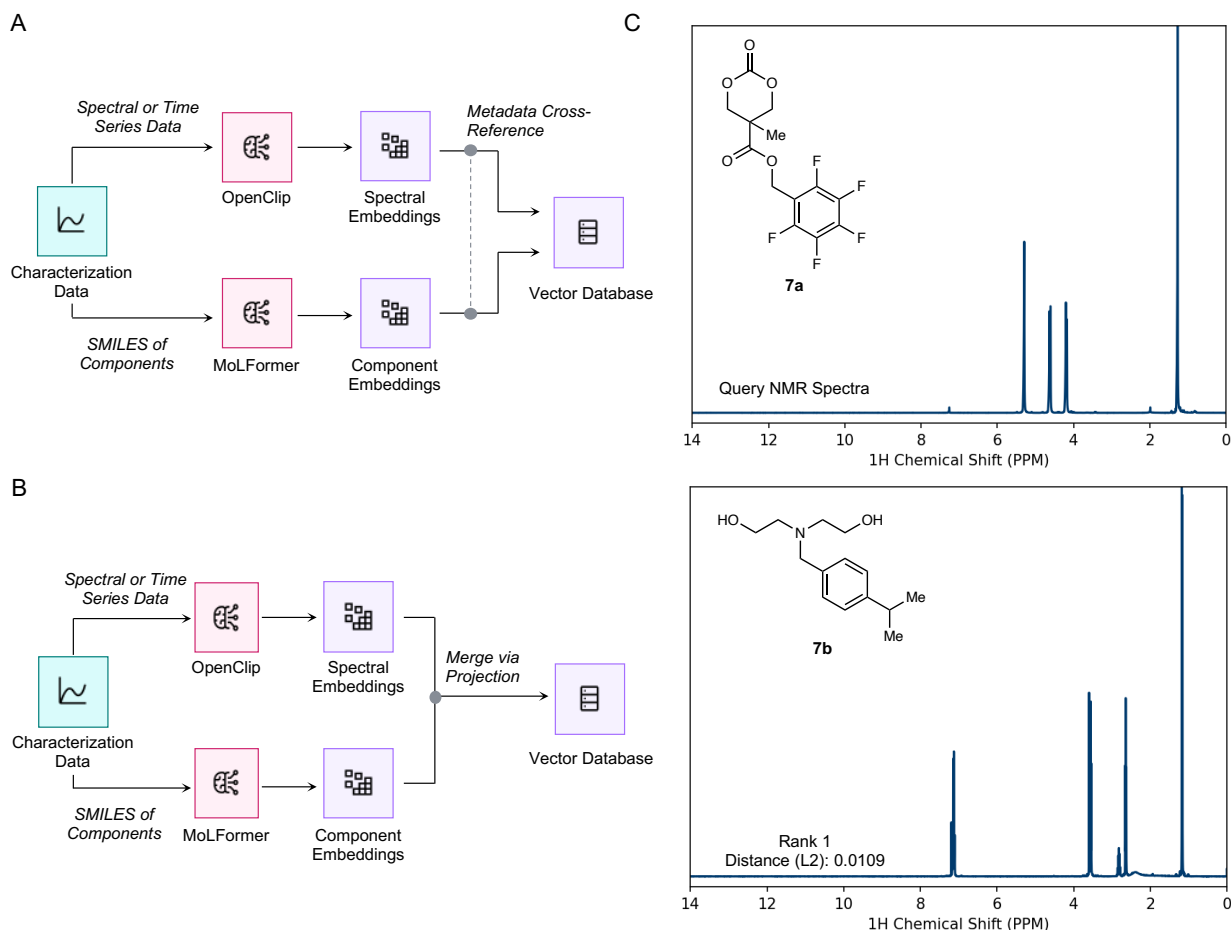 A
Spectral or Time
Series Data
Metadata Cross-
Reference
OpenClip
Spectral
Embeddings
Characterization
Data
Vector Database
SMILES of
Components
MoLFormer
Component
Embeddings
B
Spectral or Time
Series Data
OpenClip
Spectral
Embeddings
Merge via
Projection
Characterization
Data
Vector Database
SMILES of
Components
MoLFormer
Component
Embeddings
C
O
O O
Me
O
O
F F
F F
F
7a
Query NMR Spectra
14 12 10 8 6 4 2 0
1H Chemical Shift (PPM)
HO OH
N
Me
Me
7b
Rank 1
Distance (L2): 0.0109
14 12 10 8 6 4 2 0
1H Chemical Shift (PPM)